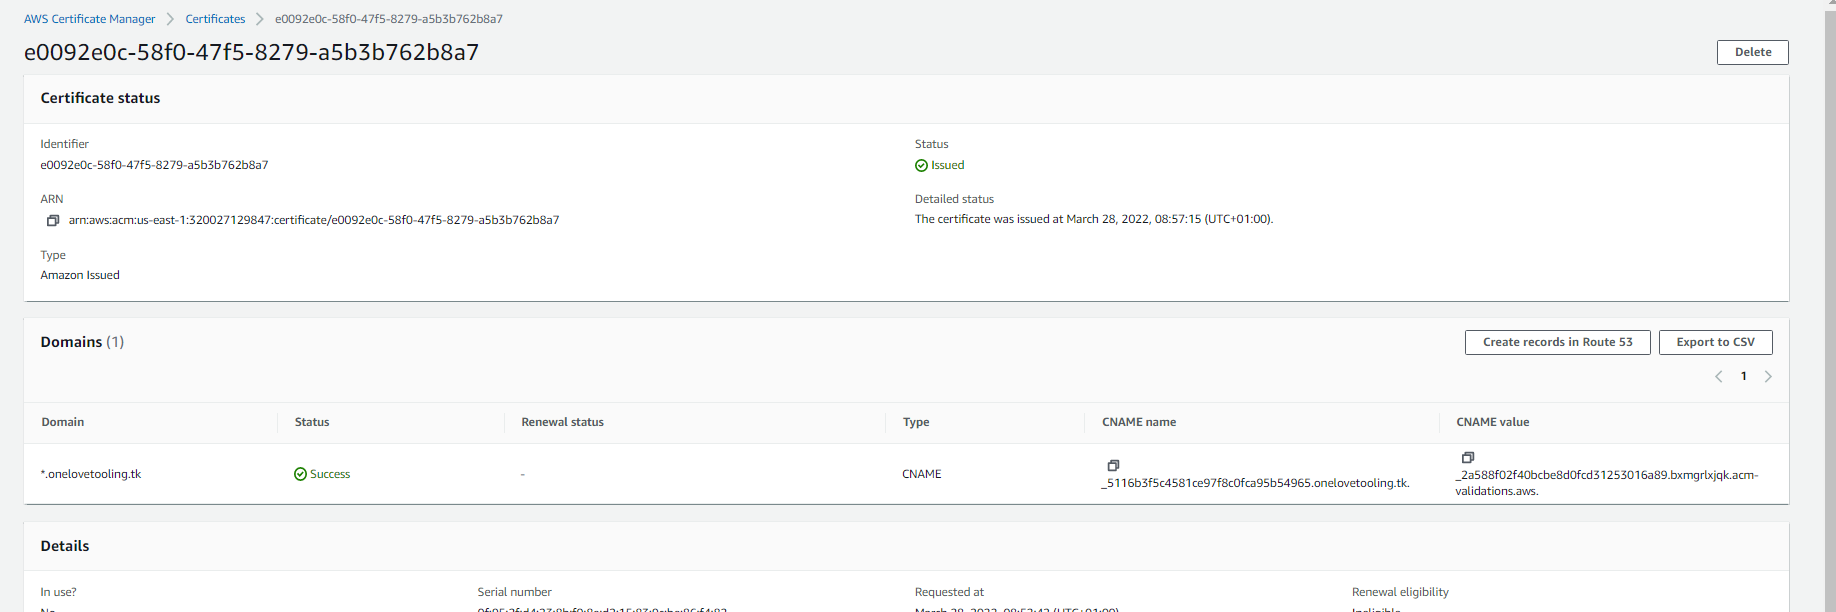 AWS Certificate Manager > Certificates > e0092e0c-58f0-47f5-8279-a5b3b762b8a7
e0092e0c-58f0-47f5-8279-a5b3b762b8a7
Delete
Certificate status
Identifier
e0092e0c-58f0-47f5-8279-a5b3b762b8a7
Status
Issued
ARN
arn:aws:acm:us-east-1:320027129847:certificate/e0092e0c-58f0-47f5-8279-a5b3b762b8a7
Detailed status
The certificate was issued at March 28, 2022, 08:57:15 (UTC+01:00).
Type
Amazon Issued
Domains (1)
Create records in Route 53
Export to CSV
1
Domain Status Renewal status Type CNAME name CNAME value
*.onelovetooling.tk Success - CNAME
_5116b3f5c4581ce97f8c0fca95b54965.onelovetooling.tk.
_2a588f02f40bcbe8d0fcd31253016a89.bxmgrlxjqk.acm-
validations.aws.
Details
In use? Serial number Requested at Renewal eligibility
No